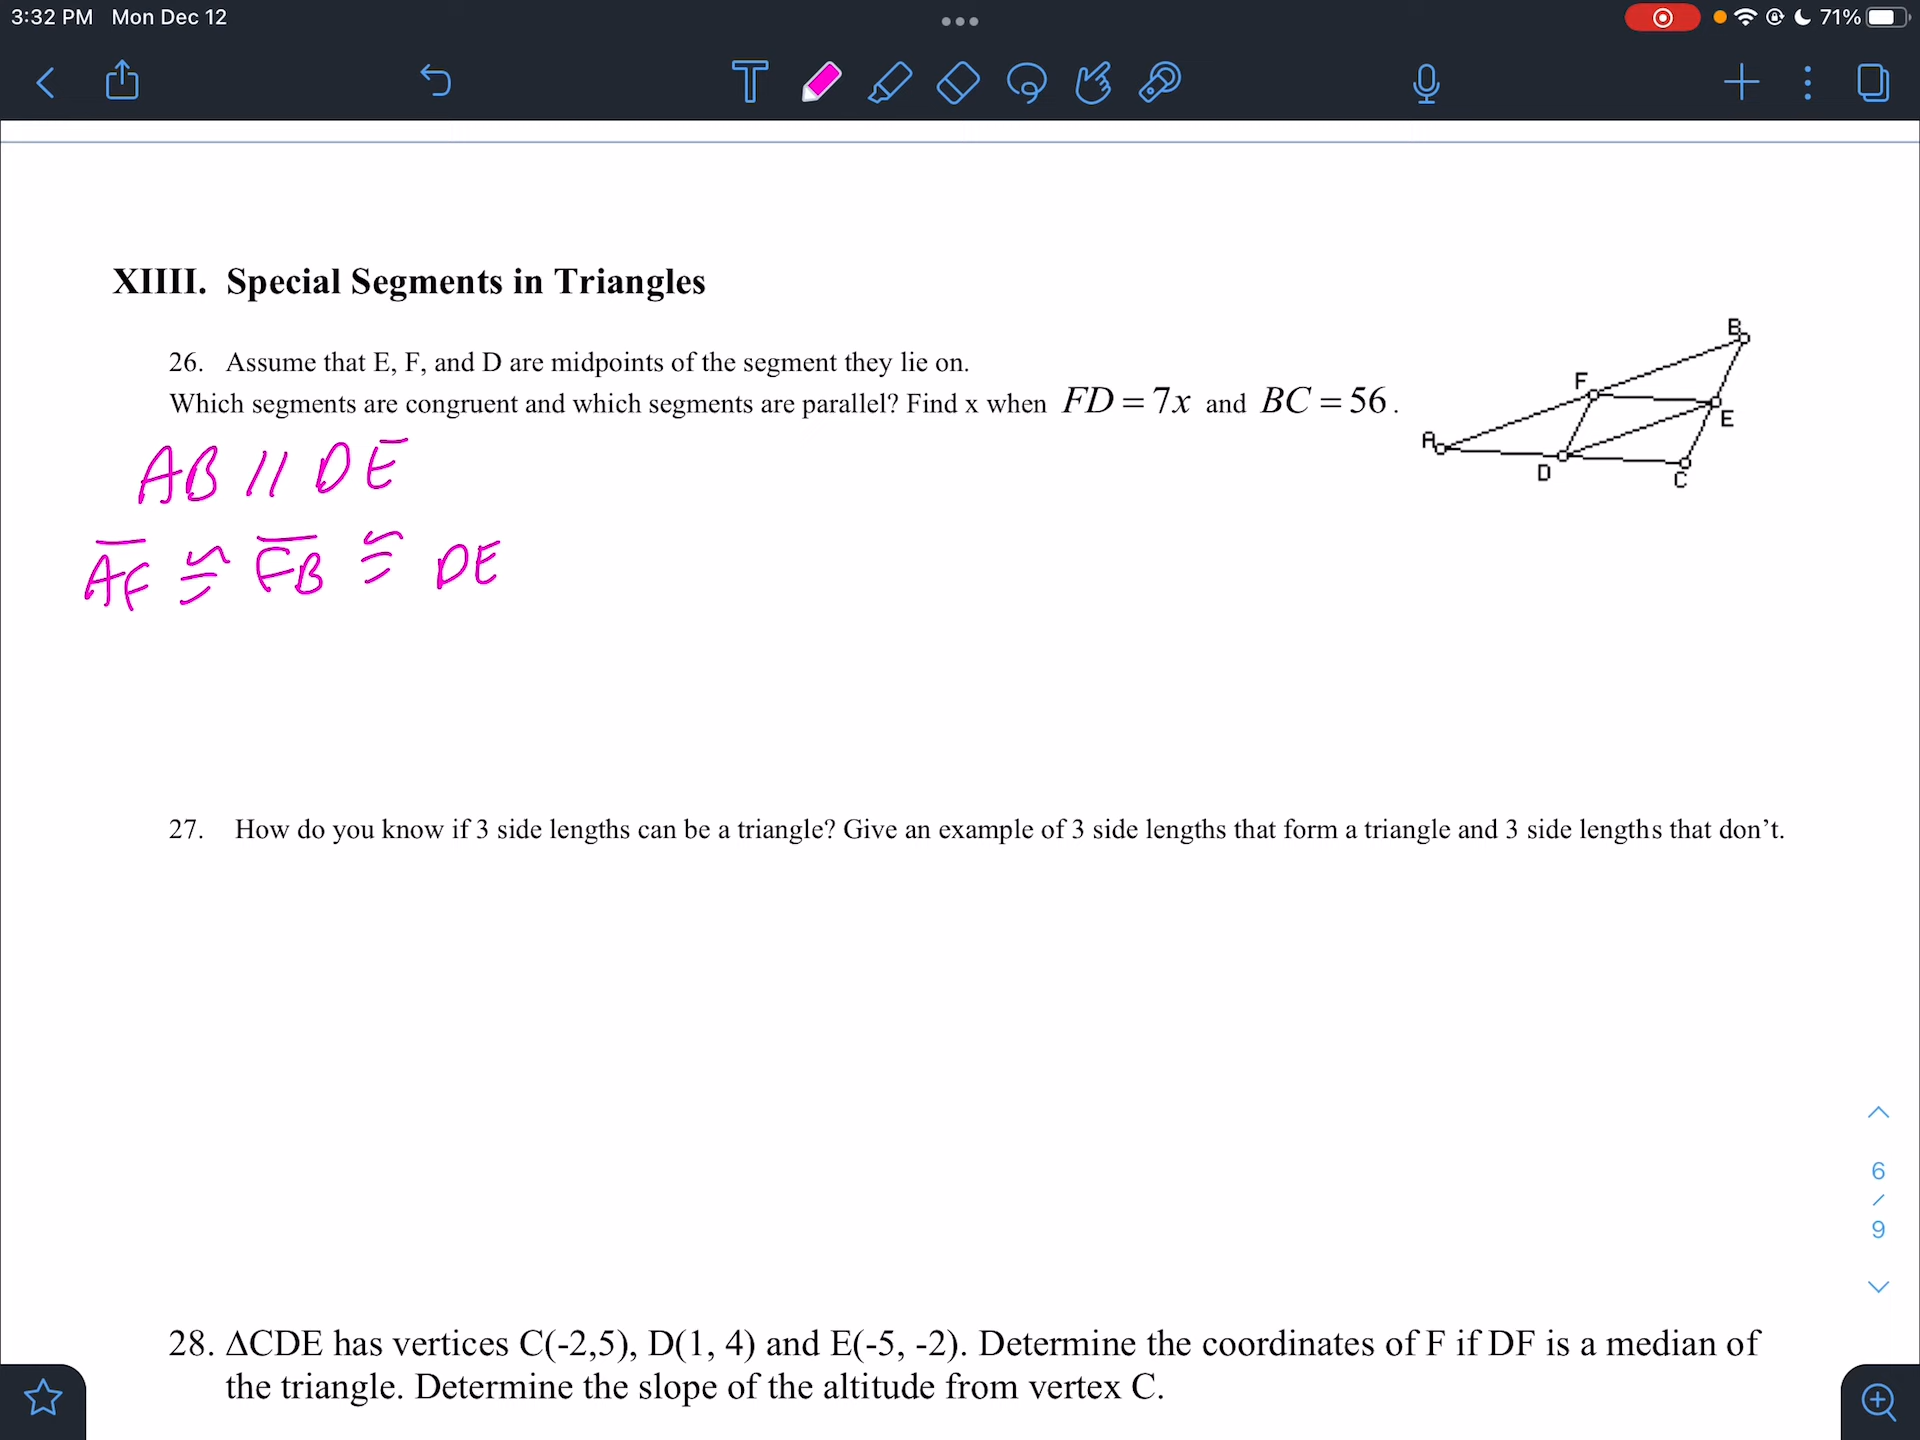 3:32 PM Mon Dec 12
71%
XIIII. Special Segments in Triangles
26. Assume that E, F, and D are midpoints of the segment they lie on.
Which segments are congruent and which segments are parallel? Find x when FD = 7x and BC = 56.
B
F
E
A
D
C
AB // DE
AF ≅ FB ≅ DE
27. How do you know if 3 side lengths can be a triangle? Give an example of 3 side lengths that form a triangle and 3 side lengths that don’t.
6
/
9
28. ΔCDE has vertices C(-2,5), D(1, 4) and E(-5, -2). Determine the coordinates of F if DF is a median of
the triangle. Determine the slope of the altitude from vertex C.